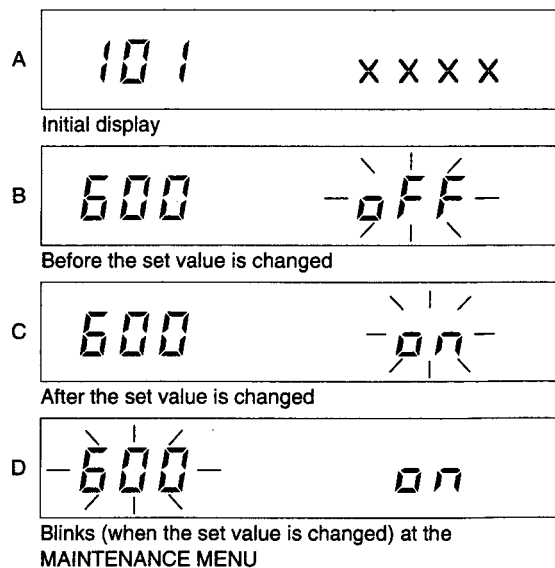 A
101 X X X X
Initial display
B
600 oFF
Before the set value is changed
C
600 on
After the set value is changed
D
600 on
Blinks (when the set value is changed) at the
MAINTENANCE MENU